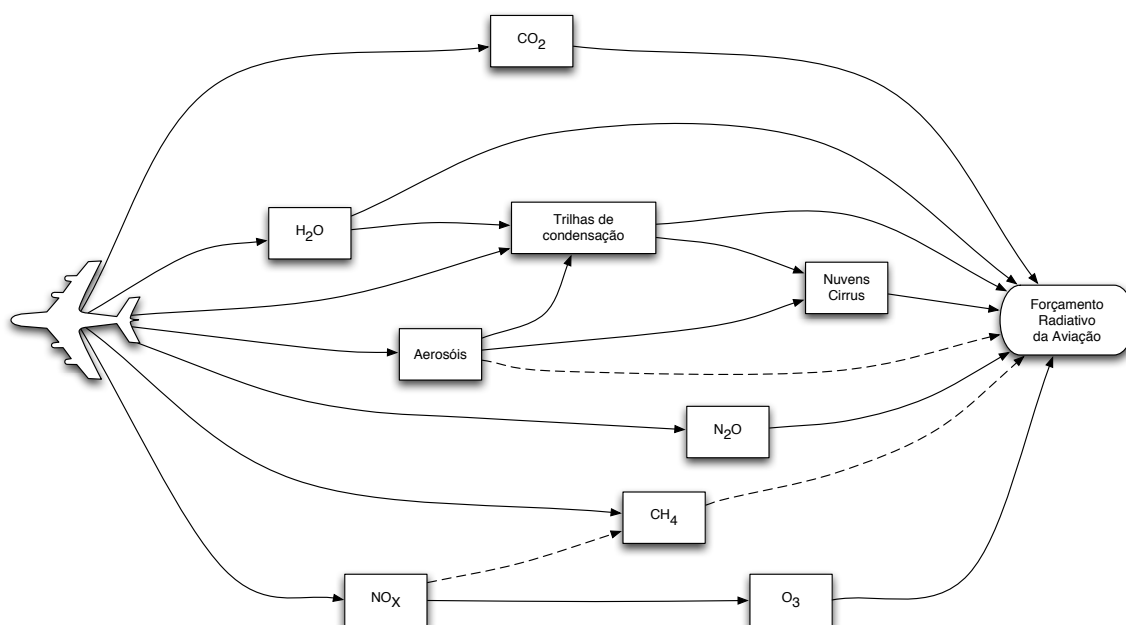 CO2
H2O
Trilhas de
condensação
Nuvens
Cirrus
Forçamento
Radiativo
da Aviação
Aerosóis
N2O
CH4
NOX
O3